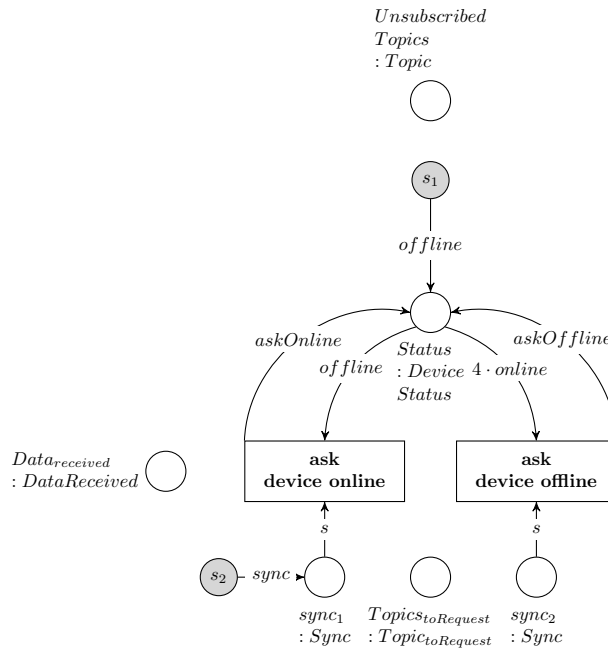 Unsubscribed
Topics
: Topic
s1
offline
askOnline
offline
Status
: Device
Status
4 · online
askOffline
Datareceived
: DataReceived
ask
device online
ask
device offline
s
s
s2
sync
sync1
: Sync
TopicstoRequest
: TopictoRequest
sync2
: Sync